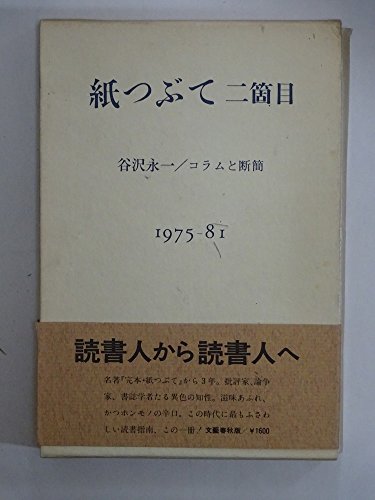 紙つぶて 二箇目
谷沢永一/コラムと断簡
1975-81
読書人から読書人へ
名著『完本・紙つぶて』から3年。批評家、論争
家、書誌学者たる異色の知性。滋味あふれ、
かつホンモノの辛口。この時代に最もふさわ
しい読書指南、この一冊! 文藝春秋版/¥1600